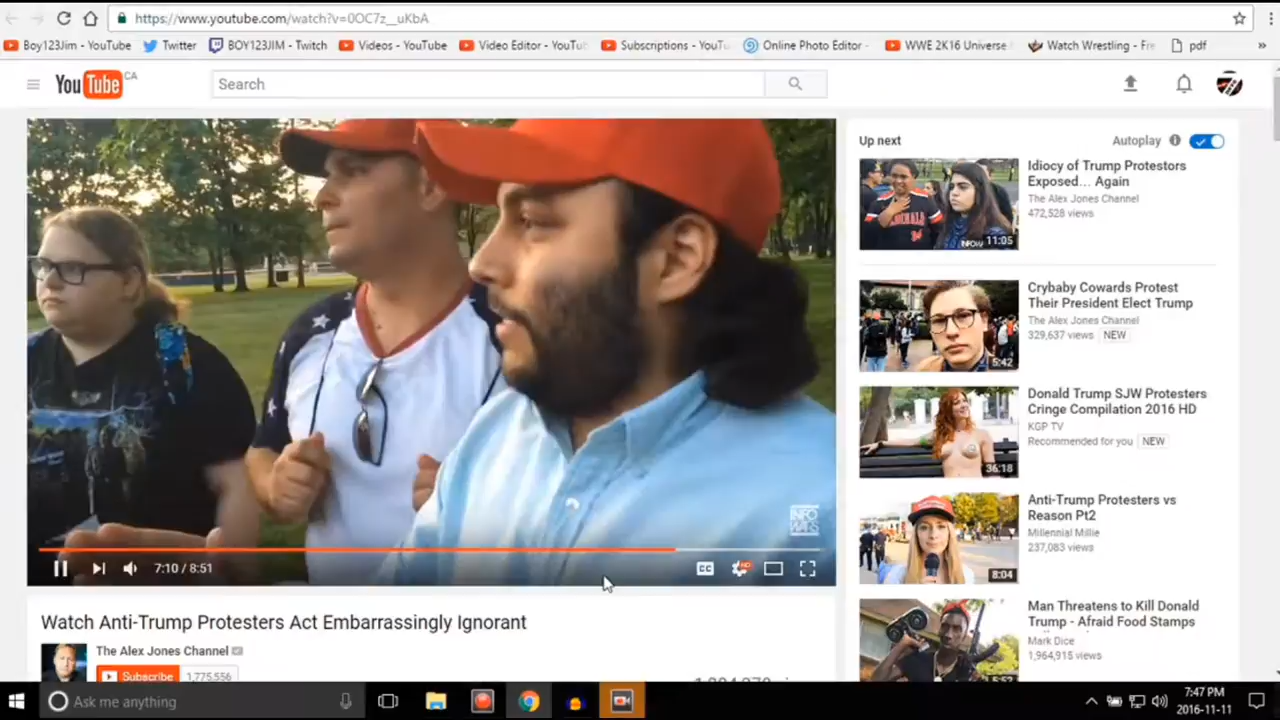 https://www.youtube.com/watch?v=0OC7z__uKbA
Boy123Jim - YouTube
Twitter
BOY123JIM - Twitch
Videos - YouTube
Video Editor - YouTu
Subscriptions - YouTu
Online Photo Editor -
WWE 2K16 Universe
Watch Wrestling - Fre
pdf
»
YouTube CA
Search
Up next
Autoplay
Idiocy of Trump Protestors
Exposed... Again
The Alex Jones Channel
472,528 views
INFOW
11:05
Crybaby Cowards Protest
Their President Elect Trump
The Alex Jones Channel
329,637 views NEW
5:42
Donald Trump SJW Protesters
Cringe Compilation 2016 HD
KGP TV
Recommended for you NEW
36:18
Anti-Trump Protesters vs
Reason Pt2
Millennial Millie
237,083 views
8:04
Man Threatens to Kill Donald
Trump - Afraid Food Stamps
Mark Dice
1,964,915 views
5:52
INFO
WARS
7:10 / 8:51
CC
HD
Watch Anti-Trump Protesters Act Embarrassingly Ignorant
The Alex Jones Channel
Subscribe 1,775,556
Ask me anything
7:47 PM
2016-11-11